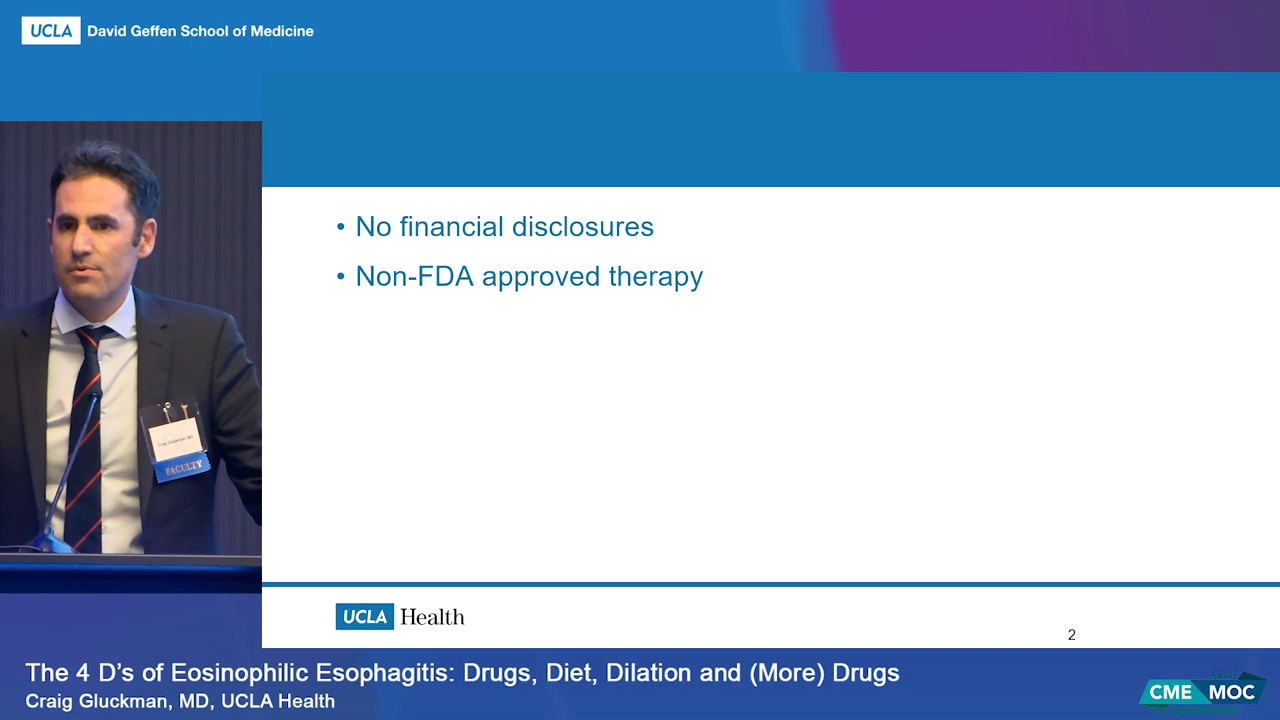 UCLA David Geffen School of Medicine
• No financial disclosures
• Non-FDA approved therapy
Craig Gluckman, MD
FACULTY
UCLA Health
2
The 4 D’s of Eosinophilic Esophagitis: Drugs, Diet, Dilation and (More) Drugs
Craig Gluckman, MD, UCLA Health
ABIM
CME MOC